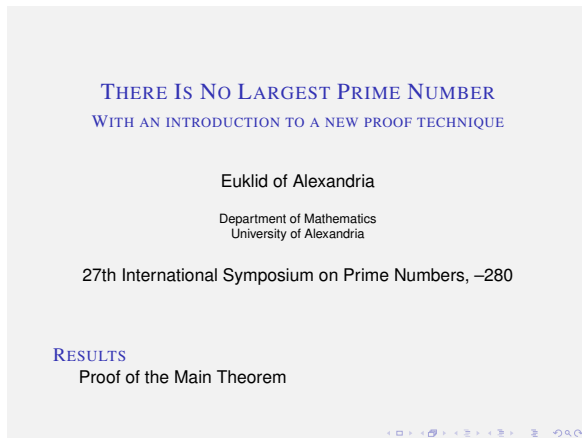 THERE IS NO LARGEST PRIME NUMBER
WITH AN INTRODUCTION TO A NEW PROOF TECHNIQUE
Euklid of Alexandria
Department of Mathematics
University of Alexandria
27th International Symposium on Prime Numbers, –280
RESULTS
Proof of the Main Theorem